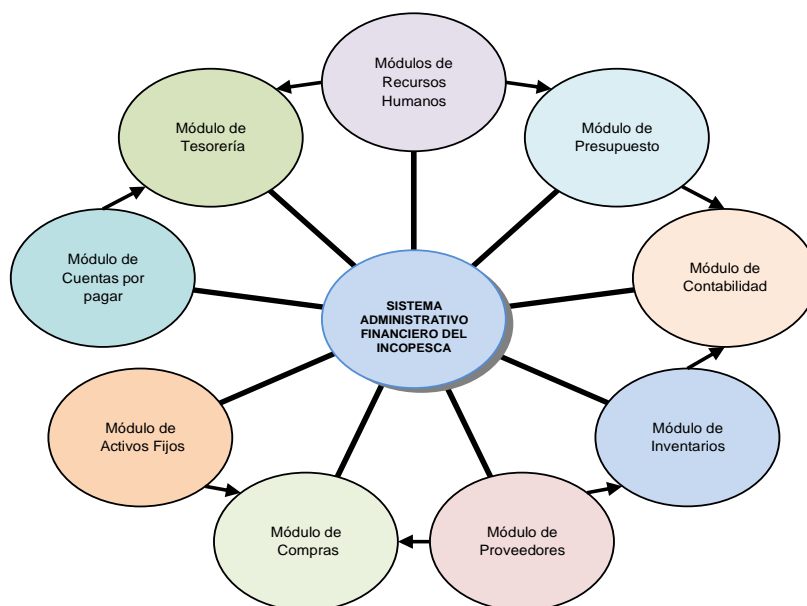 Módulos de
Recursos
Humanos
Módulo de
Tesorería
Módulo de
Presupuesto
Módulo de
Cuentas por
pagar
Módulo de
Contabilidad
SISTEMA
ADMINISTRATIVO
FINANCIERO DEL
INCOPESCA
Módulo de
Activos Fijos
Módulo de
Inventarios
Módulo de
Compras
Módulo de
Proveedores